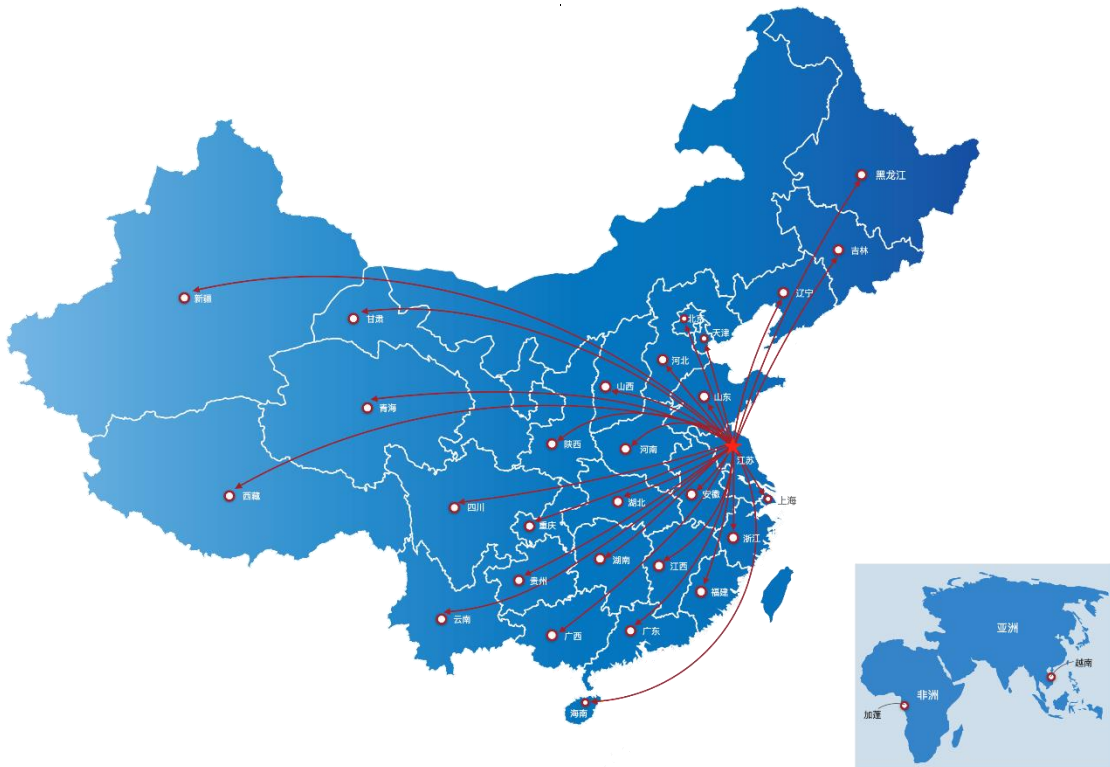 黑龙江
吉林
辽宁
新疆
甘肃
北京
天津
河北
山西
山东
青海
陕西
河南
江苏
西藏
四川
湖北
安徽
上海
重庆
浙江
湖南
江西
贵州
福建
云南
广西
广东
海南
亚洲
越南
非洲
加蓬